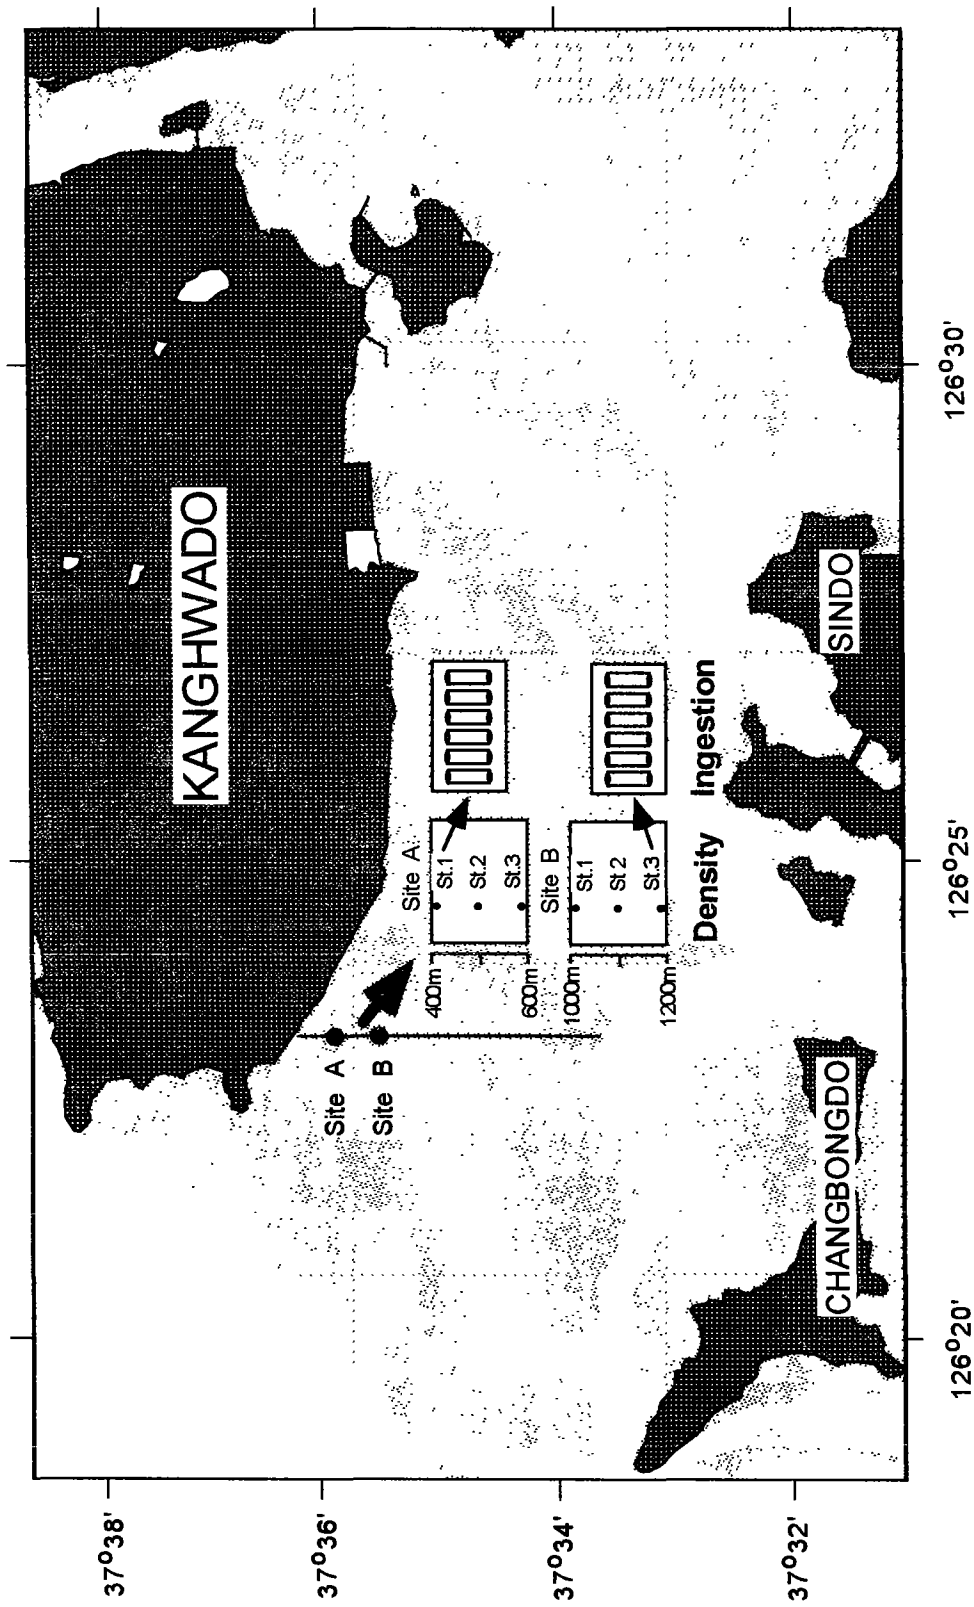 KANGHWADO
37°38'
37°36'
37°34'
37°32'
Site A
Site B
Site A
400m
600m
St.1
St.2
St.3
Site B
1000m
1200m
St.1
St 2
St.3
Density
Ingestion
CHANGBONGDO
SINDO
126°20'
126°25'
126°30'